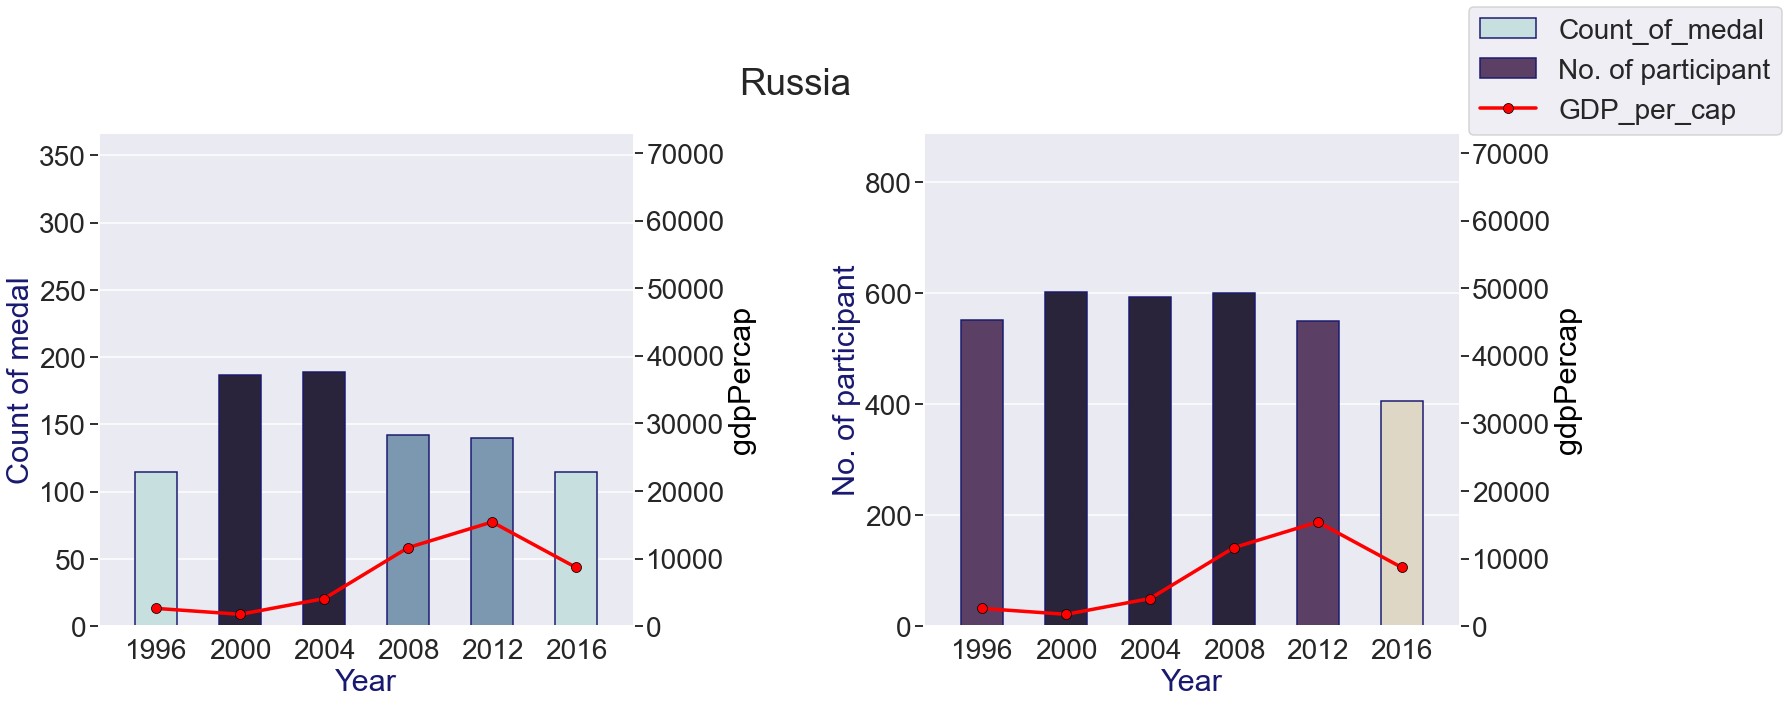 Count_of_medal
No. of participant
GDP_per_cap
Russia
350
300
250
200
150
100
50
0
Count of medal
70000
60000
50000
40000
30000
20000
10000
0
gdpPercap
1996 2000 2004 2008 2012 2016
Year
800
600
400
200
0
No. of participant
70000
60000
50000
40000
30000
20000
10000
0
gdpPercap
1996 2000 2004 2008 2012 2016
Year